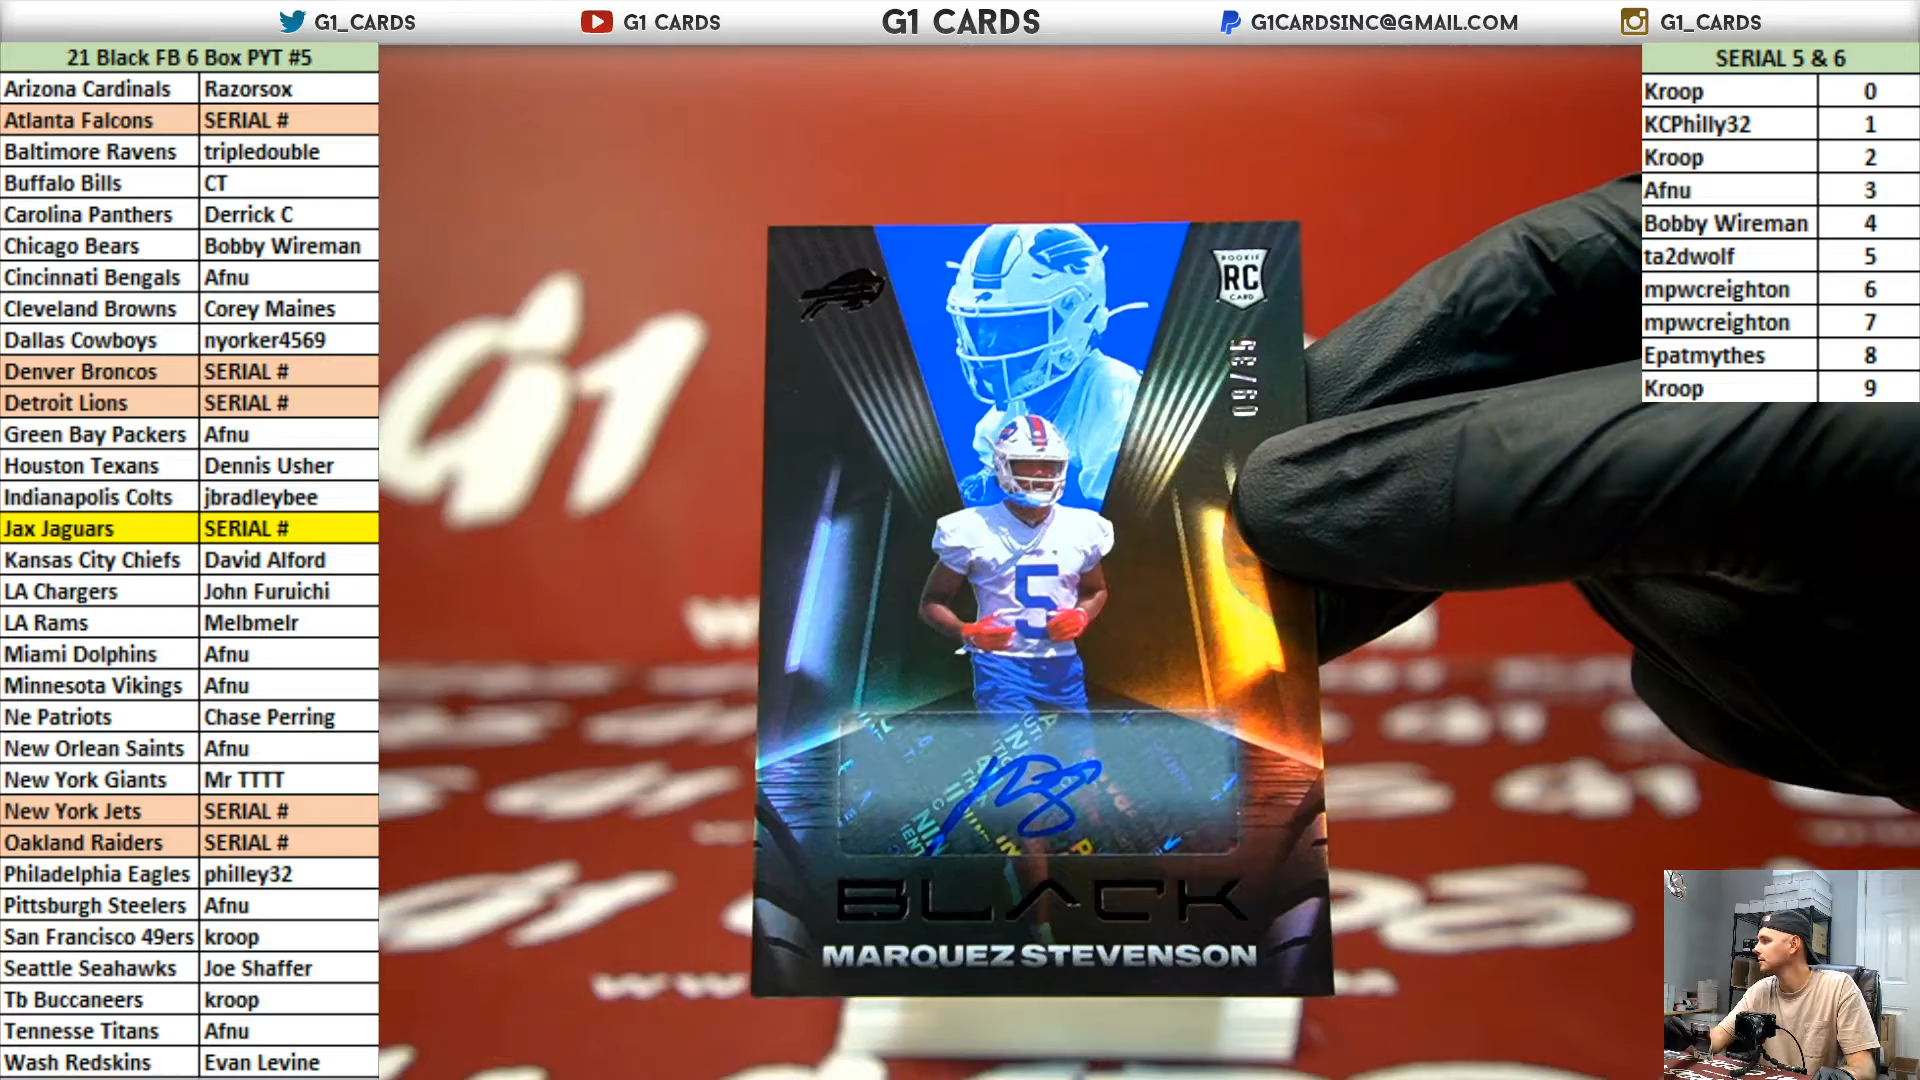 G1_CARDS
G1 CARDS
G1 CARDS
G1CARDSINC@GMAIL.COM
G1_CARDS
21 Black FB 6 Box PYT #5
Arizona Cardinals Razorsox
Atlanta Falcons SERIAL #
Baltimore Ravens tripledouble
Buffalo Bills CT
Carolina Panthers Derrick C
Chicago Bears Bobby Wireman
Cincinnati Bengals Afnu
Cleveland Browns Corey Maines
Dallas Cowboys nyorker4569
Denver Broncos SERIAL #
Detroit Lions SERIAL #
Green Bay Packers Afnu
Houston Texans Dennis Usher
Indianapolis Colts jbradleybee
Jax Jaguars SERIAL #
Kansas City Chiefs David Alford
LA Chargers John Furuichi
LA Rams Melbmelr
Miami Dolphins Afnu
Minnesota Vikings Afnu
Ne Patriots Chase Perring
New Orlean Saints Afnu
New York Giants Mr TTTT
New York Jets SERIAL #
Oakland Raiders SERIAL #
Philadelphia Eagles philley32
Pittsburgh Steelers Afnu
San Francisco 49ers kroop
Seattle Seahawks Joe Shaffer
Tb Buccaneers kroop
Tennesse Titans Afnu
Wash Redskins Evan Levine
SERIAL 5 & 6
Kroop 0
KCPhilly32 1
Kroop 2
Afnu 3
Bobby Wireman 4
ta2dwolf 5
mpwcreighton 6
mpwcreighton 7
Epatmythes 8
Kroop 9
G1
ROOKIE
RC
CARD
5
BLACK
MARQUEZ STEVENSON